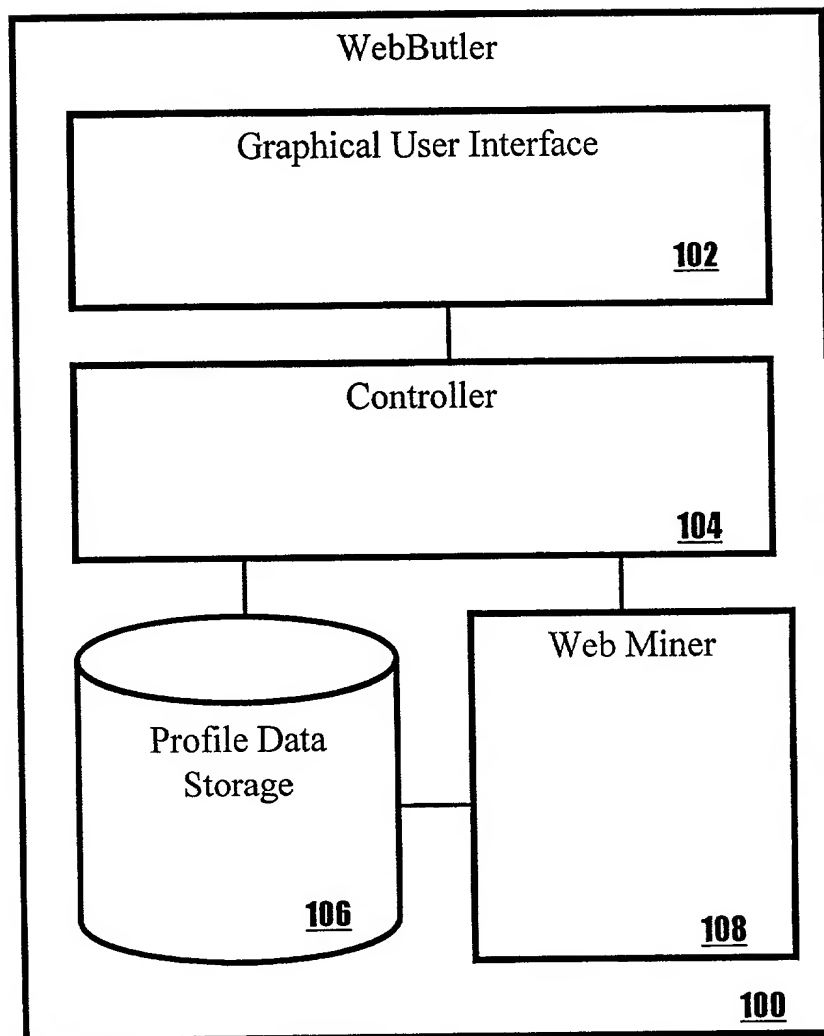 WebButler
Graphical User Interface
102
Controller
104
Web Miner
Profile Data
Storage
106
108
100